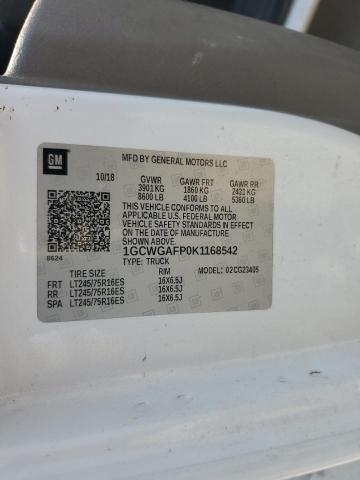 GM
MFD BY GENERAL MOTORS LLC
10/18 GVWR GAWR FRT GAWR RR
3901 KG 1860 KG 2431 KG
8600 LB 4100 LB 5360 LB
THIS VEHICLE CONFORMS TO ALL
APPLICABLE U.S. FEDERAL MOTOR
VEHICLE SAFETY STANDARDS IN EFFECT
ON THE DATE OF MANUFACTURE SHOWN ABOVE.
8624 1GCWGAFP0K1168542
TYPE: TRUCK
TIRE SIZE RIM MODEL: 02CG23405
FRT LT245/75R16ES 16X6.5J
RR LT245/75R16ES 16X6.5J
SPA LT245/75R16ES 16X6.5J